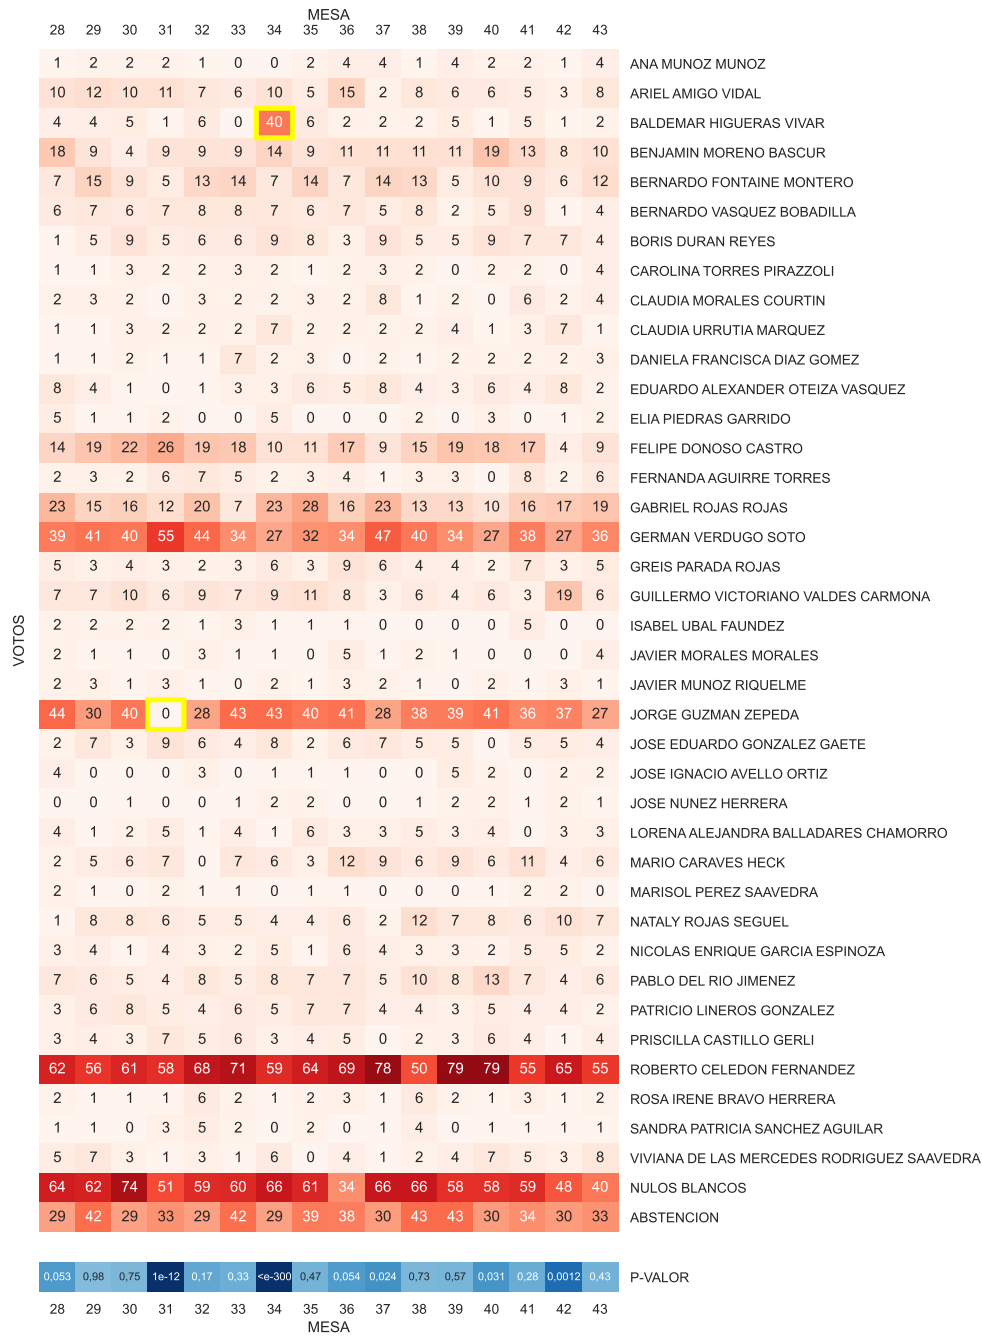 MESA
28 29 30 31 32 33 34 35 36 37 38 39 40 41 42 43
1 2 2 2 1 0 0 2 4 4 1 4 2 2 1 4 ANA MUNOZ MUNOZ
10 12 10 11 7 6 10 5 15 2 8 6 6 5 3 8 ARIEL AMIGO VIDAL
4 4 5 1 6 0 40 6 2 2 2 5 1 5 1 2 BALDEMAR HIGUERAS VIVAR
18 9 4 9 9 9 14 9 11 11 11 11 19 13 8 10 BENJAMIN MORENO BASCUR
7 15 9 5 13 14 7 14 7 14 13 5 10 9 6 12 BERNARDO FONTAINE MONTERO
6 7 6 7 8 8 7 6 7 5 8 2 5 9 1 4 BERNARDO VASQUEZ BOBADILLA
1 5 9 5 6 6 9 8 3 9 5 5 9 7 7 4 BORIS DURAN REYES
1 1 3 2 2 3 2 1 2 3 2 0 2 2 0 4 CAROLINA TORRES PIRAZZOLI
2 3 2 0 3 2 2 3 2 8 1 2 0 6 2 4 CLAUDIA MORALES COURTIN
1 1 3 2 2 2 7 2 2 2 2 4 1 3 7 1 CLAUDIA URRUTIA MARQUEZ
1 1 2 1 1 7 2 3 0 2 1 2 2 2 2 3 DANIELA FRANCISCA DIAZ GOMEZ
8 4 1 0 1 3 3 6 5 8 4 3 6 4 8 2 EDUARDO ALEXANDER OTEIZA VASQUEZ
5 1 1 2 0 0 5 0 0 0 2 0 3 0 1 2 ELIA PIEDRAS GARRIDO
14 19 22 26 19 18 10 11 17 9 15 19 18 17 4 9 FELIPE DONOSO CASTRO
2 3 2 6 7 5 2 3 4 1 3 3 0 8 2 6 FERNANDA AGUIRRE TORRES
23 15 16 12 20 7 23 28 16 23 13 13 10 16 17 19 GABRIEL ROJAS ROJAS
39 41 40 55 44 34 27 32 34 47 40 34 27 38 27 36 GERMAN VERDUGO SOTO
5 3 4 3 2 3 6 3 9 6 4 4 2 7 3 5 GREIS PARADA ROJAS
7 7 10 6 9 7 9 11 8 3 6 4 6 3 19 6 GUILLERMO VICTORIANO VALDES CARMONA
2 2 2 2 1 3 1 1 1 0 0 0 0 5 0 0 ISABEL UBAL FAUNDEZ
2 1 1 0 3 1 1 0 5 1 2 1 0 0 0 4 JAVIER MORALES MORALES
2 3 1 3 1 0 2 1 3 2 1 0 2 1 3 1 JAVIER MUNOZ RIQUELME
44 30 40 0 28 43 43 40 41 28 38 39 41 36 37 27 JORGE GUZMAN ZEPEDA
2 7 3 9 6 4 8 2 6 7 5 5 0 5 5 4 JOSE EDUARDO GONZALEZ GAETE
4 0 0 0 3 0 1 1 1 0 0 5 2 0 2 2 JOSE IGNACIO AVELLO ORTIZ
0 0 1 0 0 1 2 2 0 0 1 2 2 1 2 1 JOSE NUNEZ HERRERA
4 1 2 5 1 4 1 6 3 3 5 3 4 0 3 3 LORENA ALEJANDRA BALLADARES CHAMORRO
2 5 6 7 0 7 6 3 12 9 6 9 6 11 4 6 MARIO CARAVES HECK
2 1 0 2 1 1 0 1 1 0 0 0 1 2 2 0 MARISOL PEREZ SAAVEDRA
1 8 8 6 5 5 4 4 6 2 12 7 8 6 10 7 NATALY ROJAS SEGUEL
3 4 1 4 3 2 5 1 6 4 3 3 2 5 5 2 NICOLAS ENRIQUE GARCIA ESPINOZA
7 6 5 4 8 5 8 7 7 5 10 8 13 7 4 6 PABLO DEL RIO JIMENEZ
3 6 8 5 4 6 5 7 7 4 4 3 5 4 4 2 PATRICIO LINEROS GONZALEZ
3 4 3 7 5 6 3 4 5 0 2 3 6 4 1 4 PRISCILLA CASTILLO GERLI
62 56 61 58 68 71 59 64 69 78 50 79 79 55 65 55 ROBERTO CELEDON FERNANDEZ
2 1 1 1 6 2 1 2 3 1 6 2 1 3 1 2 ROSA IRENE BRAVO HERRERA
1 1 0 3 5 2 0 2 0 1 4 0 1 1 1 1 SANDRA PATRICIA SANCHEZ AGUILAR
5 7 3 1 3 1 6 0 4 1 2 4 7 5 3 8 VIVIANA DE LAS MERCEDES RODRIGUEZ SAAVEDRA
64 62 74 51 59 60 66 61 34 66 66 58 58 59 48 40 NULOS BLANCOS
29 42 29 33 29 42 29 39 38 30 43 43 30 34 30 33 ABSTENCION
VOTOS
0,053 0,98 0,75 1e-12 0,17 0,33 <e-300 0,47 0,054 0,024 0,73 0,57 0,031 0,28 0,0012 0,43 P-VALOR
28 29 30 31 32 33 34 35 36 37 38 39 40 41 42 43
MESA